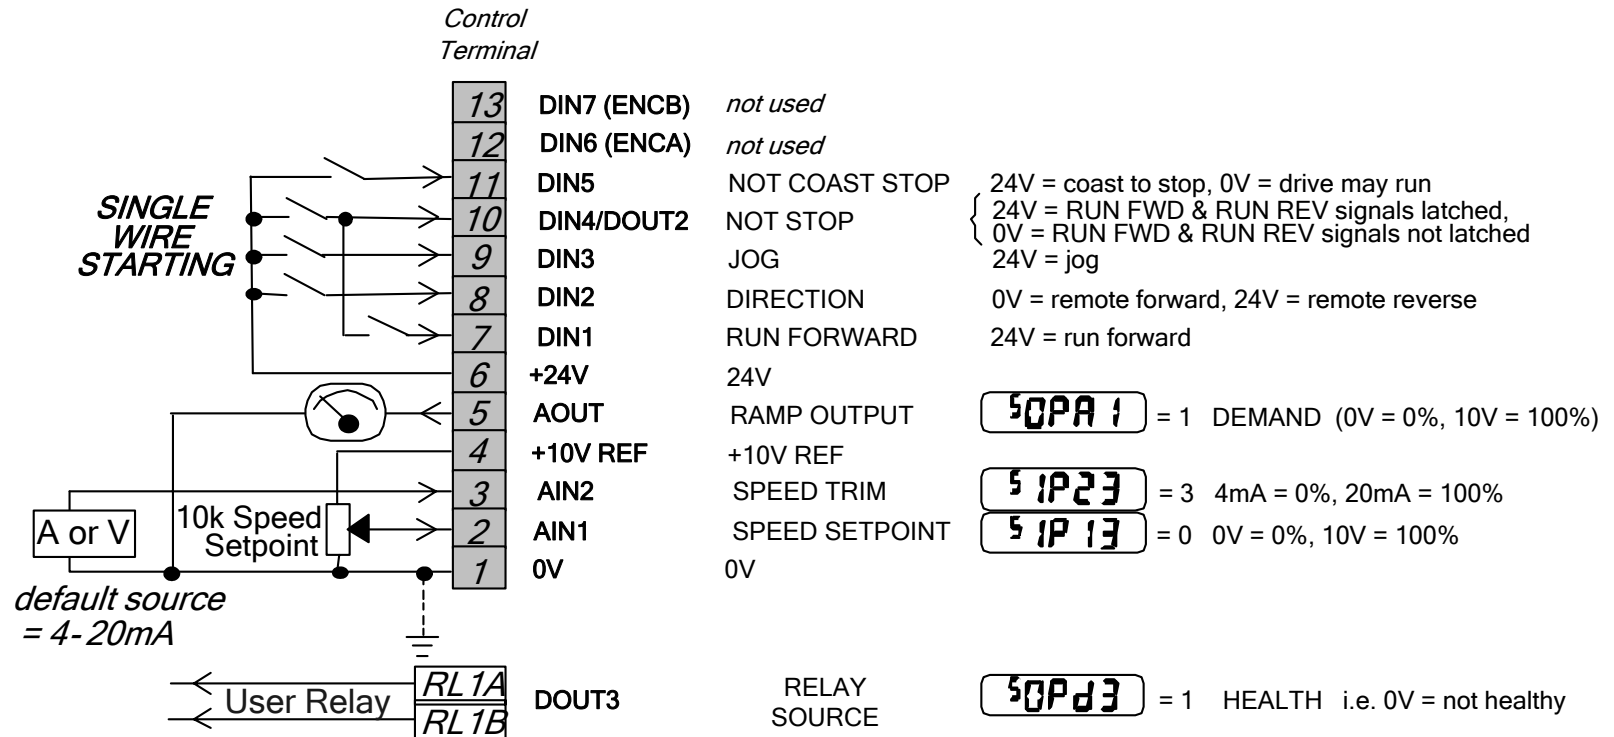 Control
Terminal
13 DIN7 (ENCB) not used
12 DIN6 (ENCA) not used
11 DIN5 NOT COAST STOP 24V = coast to stop, 0V = drive may run
10 DIN4/DOUT2 NOT STOP 24V = RUN FWD & RUN REV signals latched,
0V = RUN FWD & RUN REV signals not latched
9 DIN3 JOG 24V = jog
8 DIN2 DIRECTION 0V = remote forward, 24V = remote reverse
7 DIN1 RUN FORWARD 24V = run forward
6 +24V 24V
5 AOUT RAMP OUTPUT SOPA1 = 1 DEMAND (0V = 0%, 10V = 100%)
4 +10V REF +10V REF
3 AIN2 SPEED TRIM SIP23 = 3 4mA = 0%, 20mA = 100%
2 AIN1 SPEED SETPOINT SIP13 = 0 0V = 0%, 10V = 100%
1 0V 0V
SINGLE
WIRE
STARTING
A or V
10k Speed
Setpoint
default source
= 4-20mA
User Relay
RL1A
RL1B
DOUT3
RELAY
SOURCE
SOPd3 = 1 HEALTH i.e. 0V = not healthy